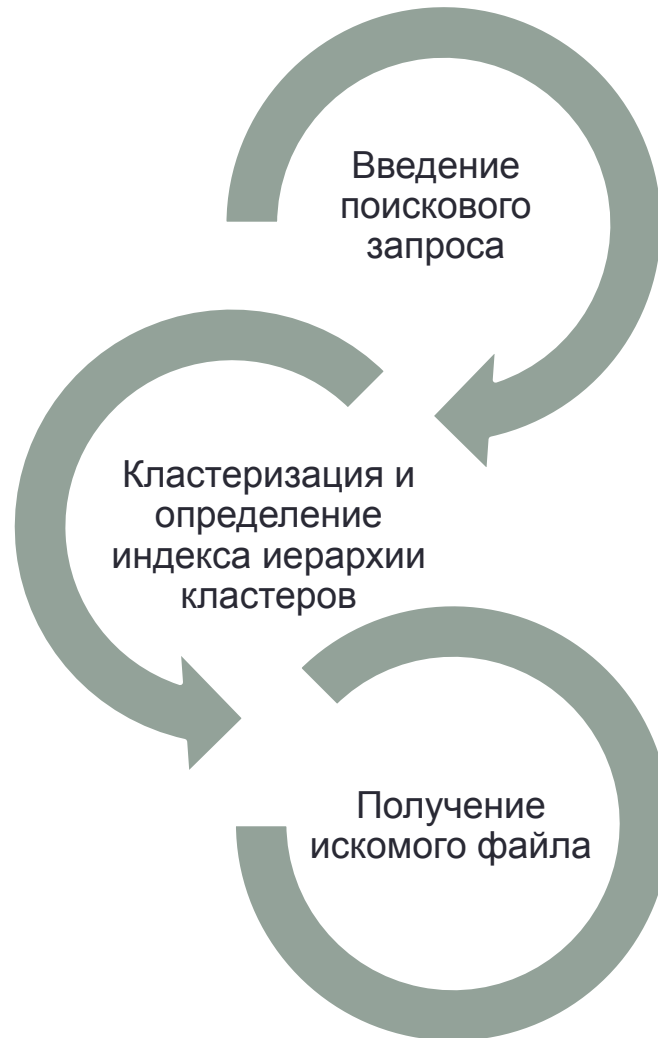 Введение
поискового
запроса
Кластеризация и
определение
индекса иерархии
кластеров
Получение
искомого файла